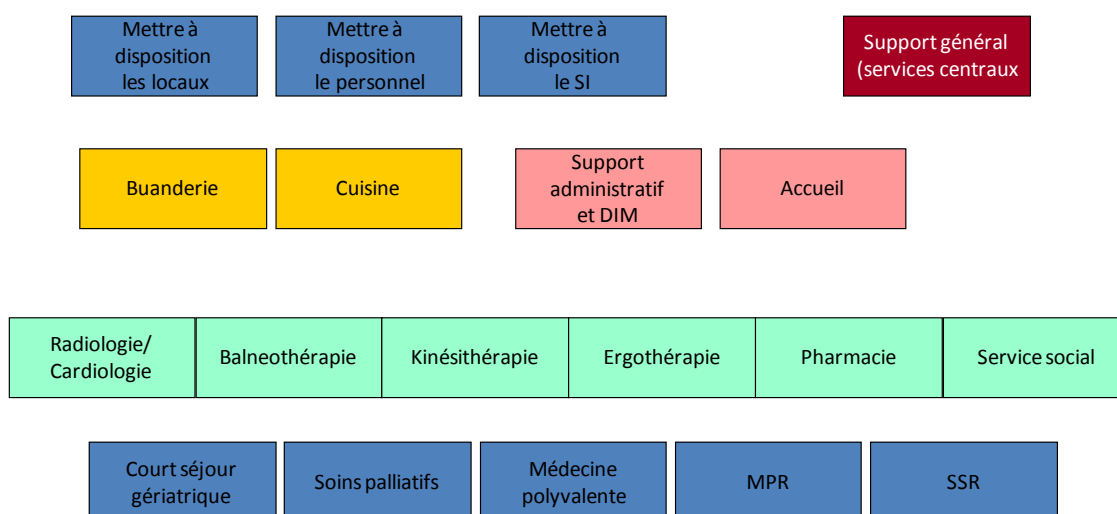 Mettre à
disposition
les locaux
Mettre à
disposition
le personnel
Mettre à
disposition
le SI
Support général
(services centraux
Buanderie
Cuisine
Support
administratif
et DIM
Accueil
Radiologie/
Cardiologie
Balneothérapie
Kinésithérapie
Ergothérapie
Pharmacie
Service social
Court séjour
gériatrique
Soins palliatifs
Médecine
polyvalente
MPR
SSR